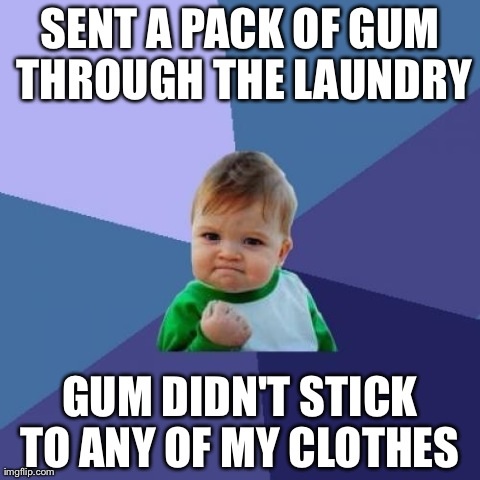 SENT A PACK OF GUM
THROUGH THE LAUNDRY
GUM DIDN'T STICK
TO ANY OF MY CLOTHES
imgflip.com